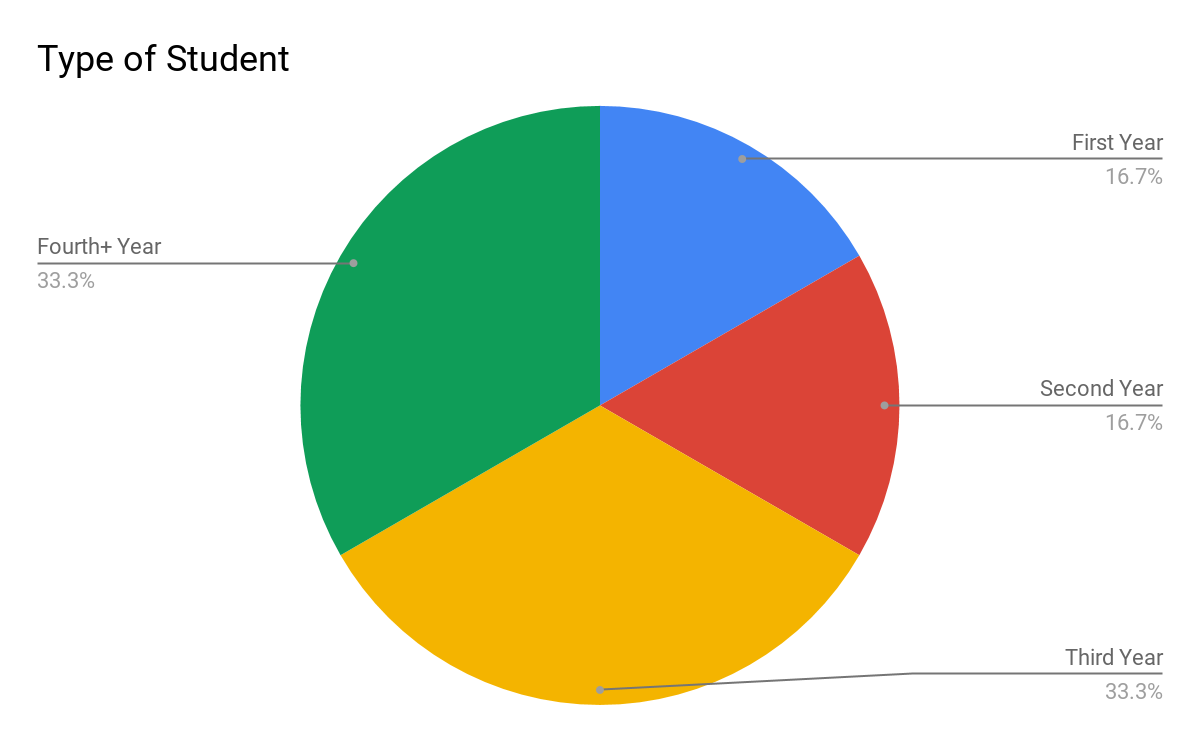 Type of Student
First Year
16.7%
Fourth+ Year
33.3%
Second Year
16.7%
Third Year
33.3%